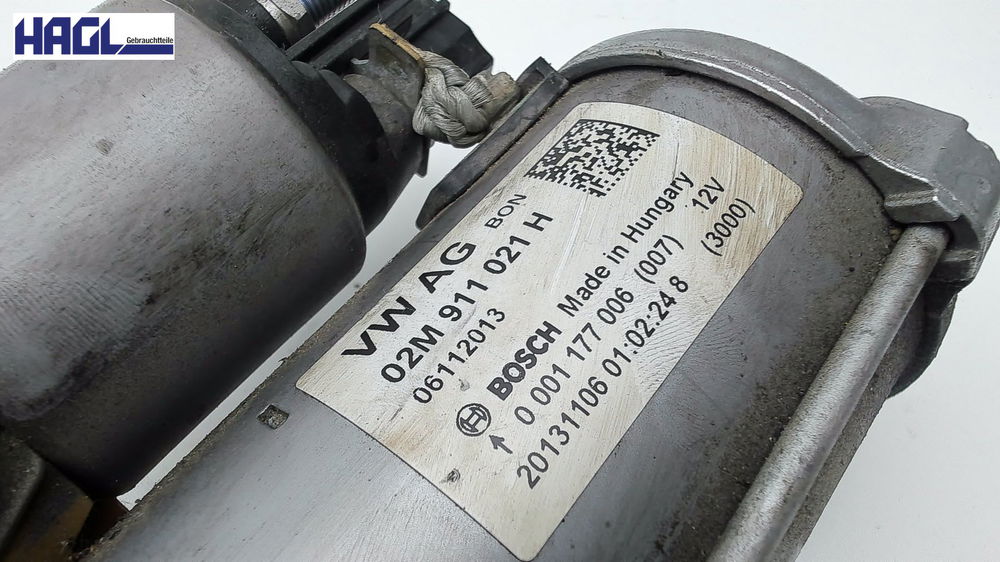 HAGL
Gebrauchtteile
VW AG BON
02M 911 021 H
06112013
BOSCH Made in Hungary
0 001 177 006 (007) 12V
20131106 01:02:24 8 (3000)